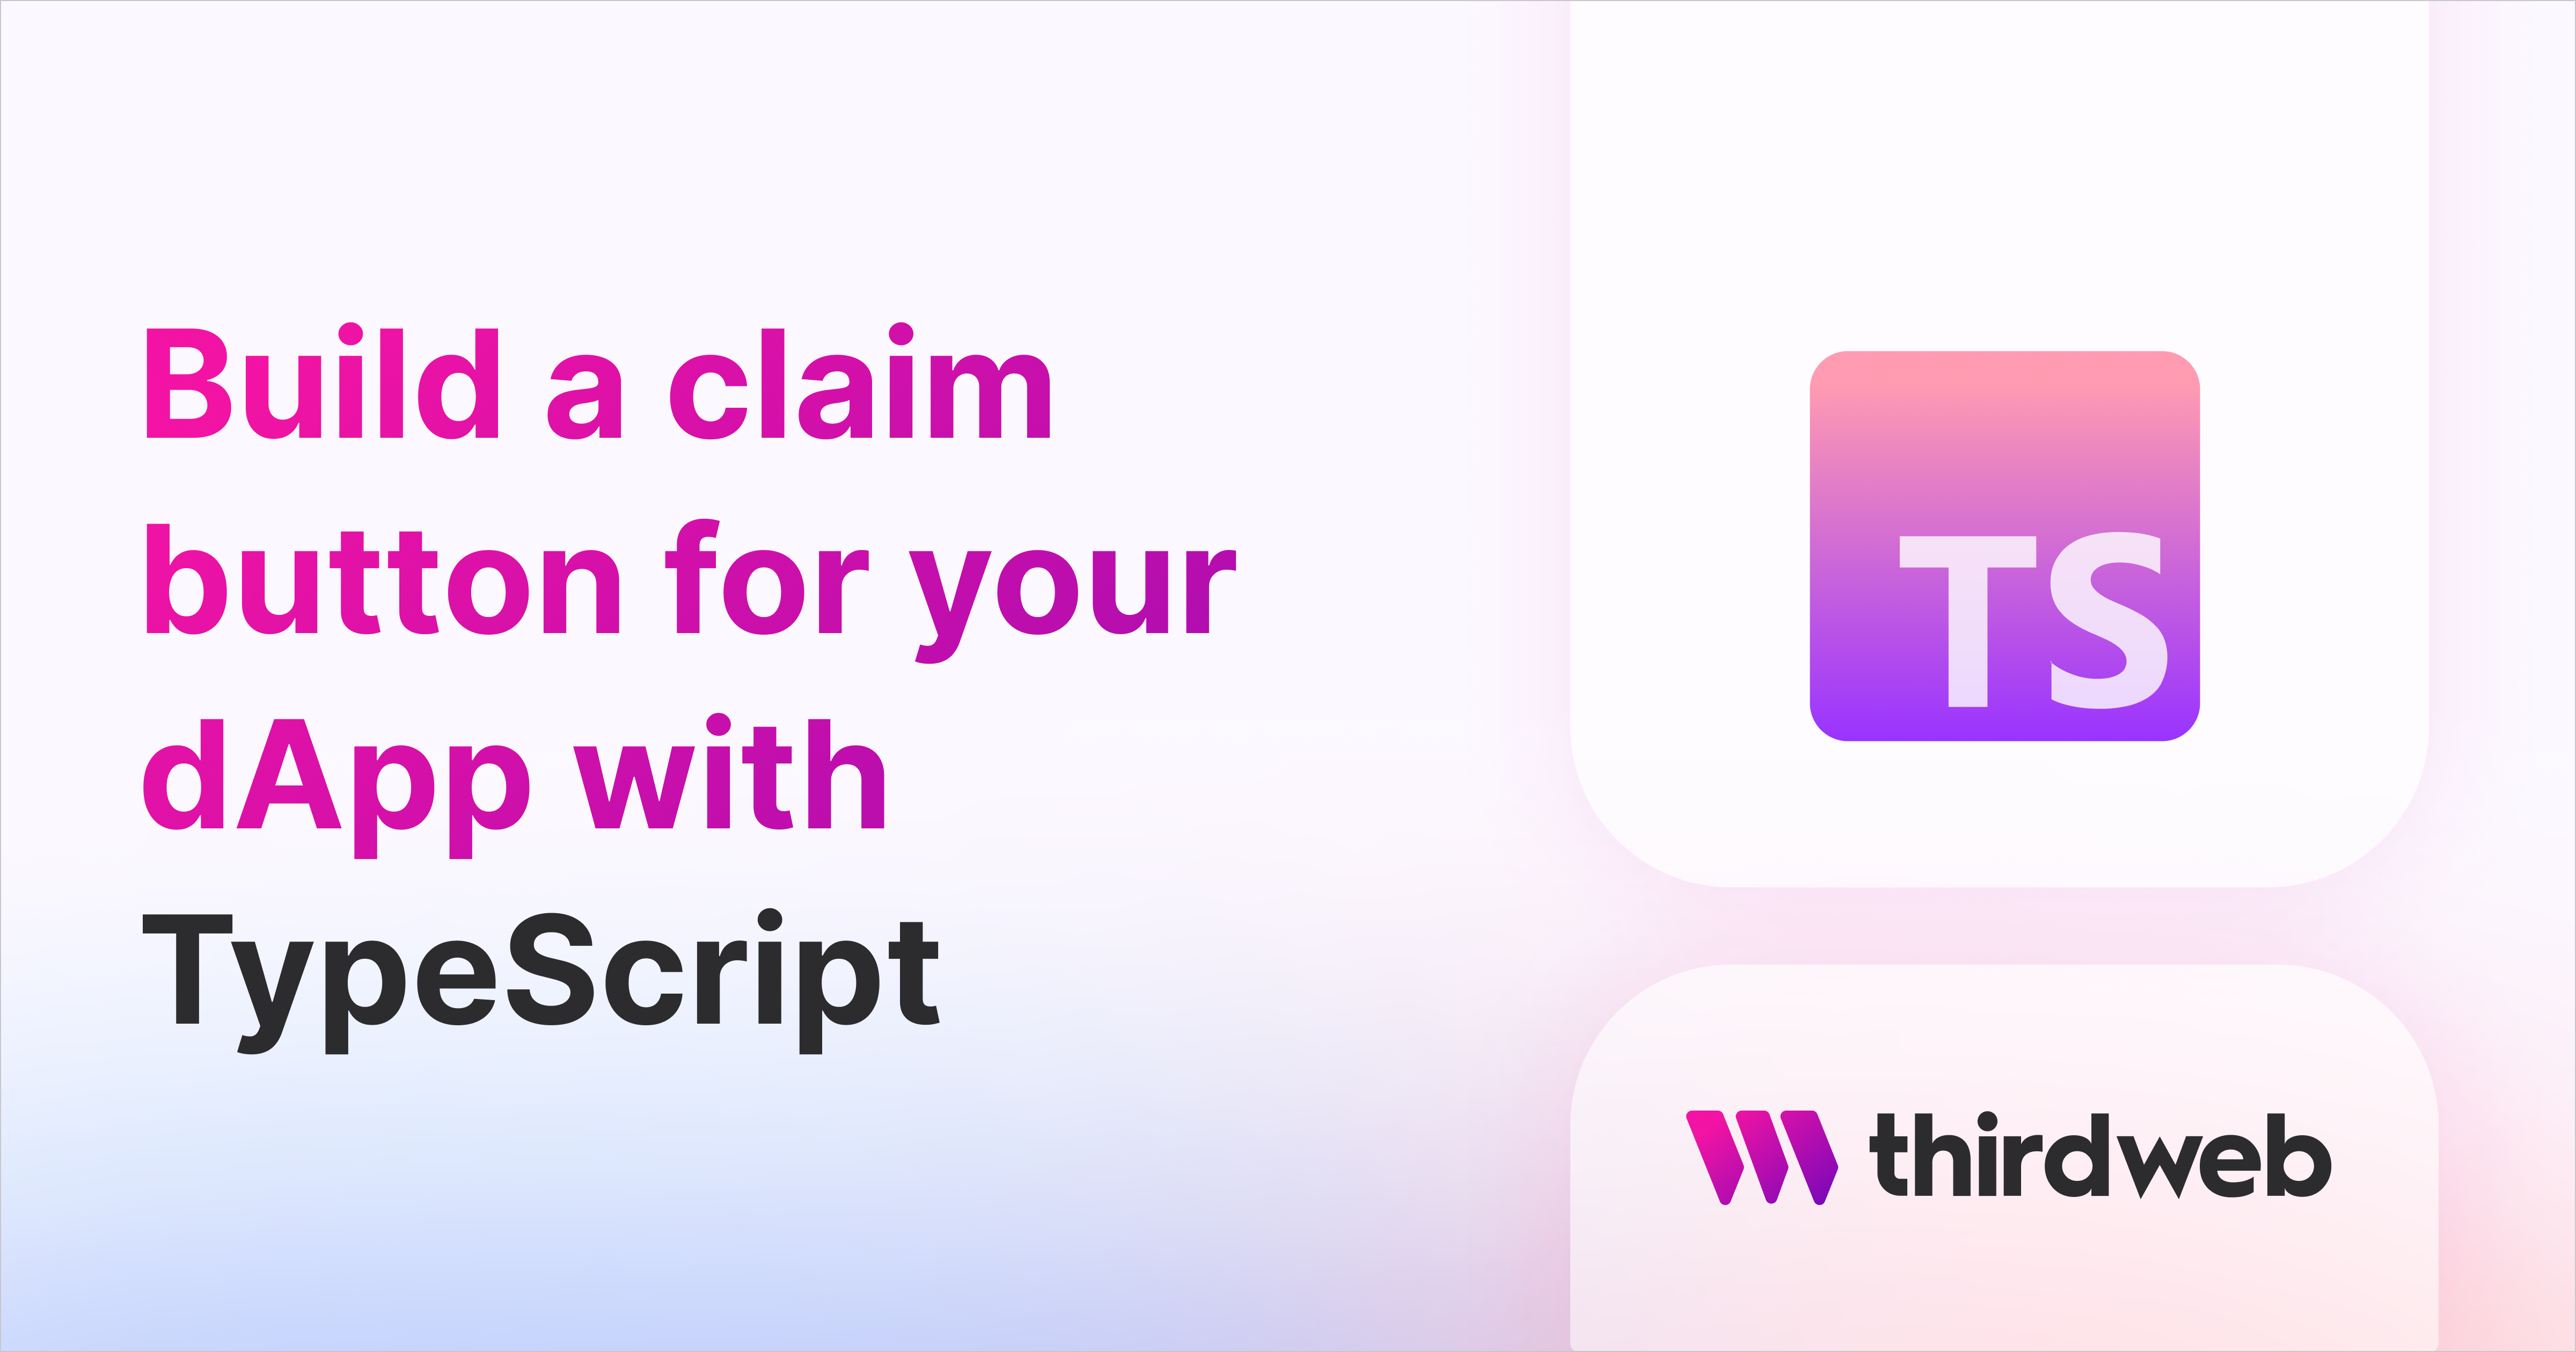 Build a claim
button for your
dApp with
TypeScript
TS
thirdweb